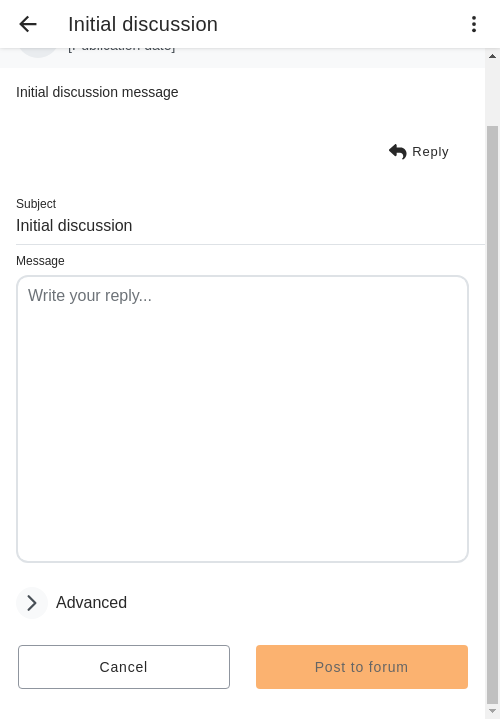 Initial discussion
[Publication date]
Initial discussion message
Reply
Subject
Initial discussion
Message
Write your reply...
Advanced
Cancel
Post to forum